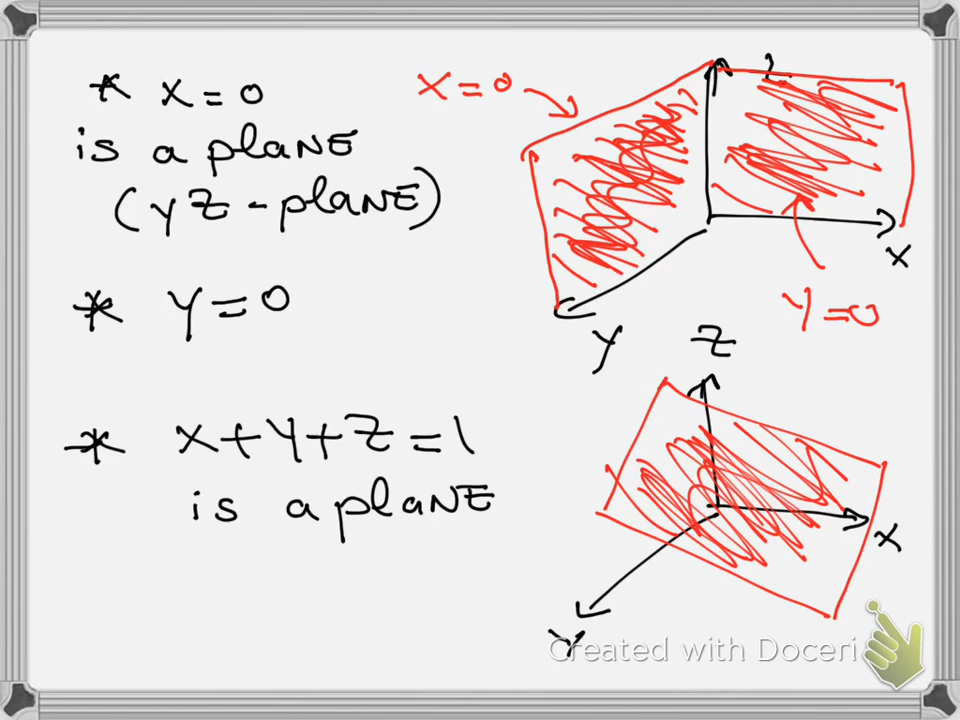 * x = 0
is a plANE
(yz - plANE)
* Y = 0
* X+Y+Z = 1
is a plANE
X = 0
Z
X
Y
Y = 0
Z
X
Y
Created with Doceri